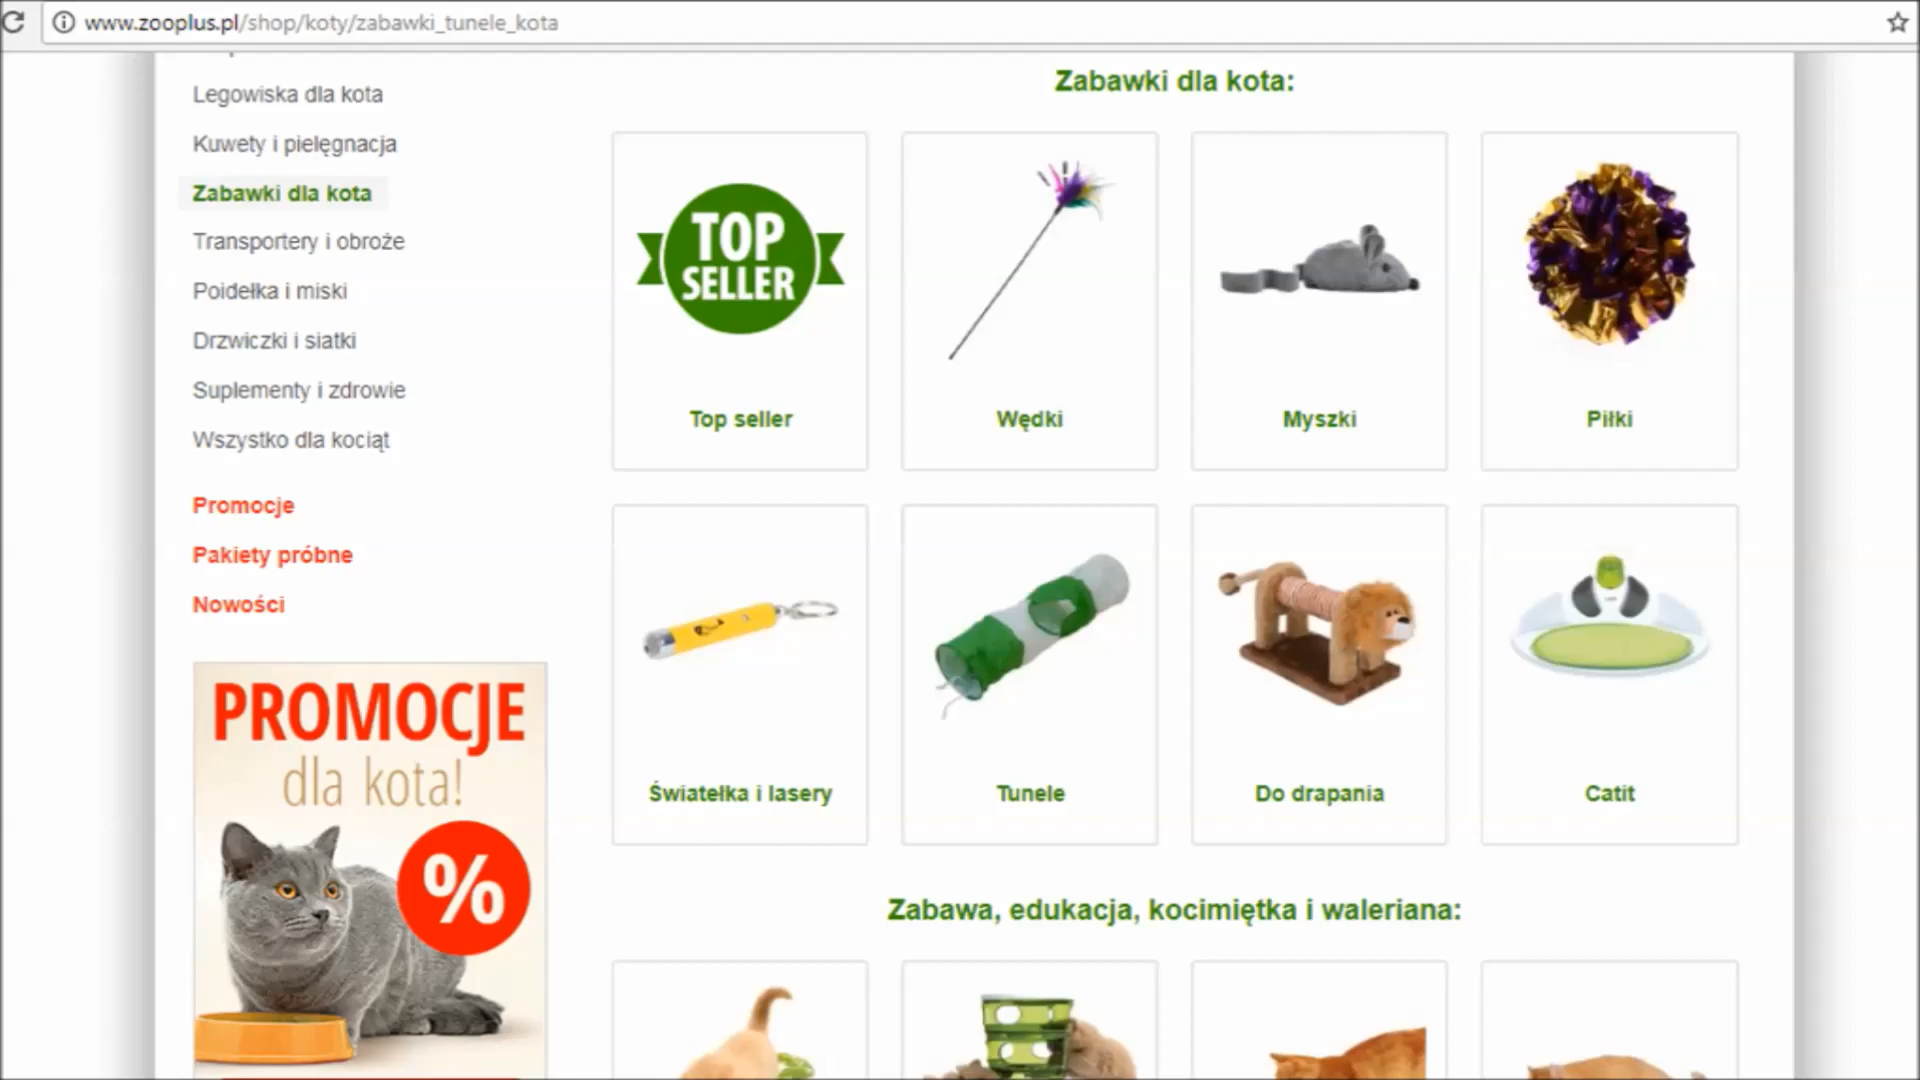 www.zooplus.pl/shop/koty/zabawki_tunele_kota
Legowiska dla kota
Kuwety i pielęgnacja
Zabawki dla kota
Transportery i obroże
Poidełka i miski
Drzwiczki i siatki
Suplementy i zdrowie
Wszystko dla kociąt
Promocje
Pakiety próbne
Nowości
PROMOCJE
dla kota!
%
Zabawki dla kota:
TOP
SELLER
Top seller
Wędki
Myszki
Piłki
Światełka i lasery
Tunele
Do drapania
Catit
Zabawa, edukacja, kocimiętka i waleriana: